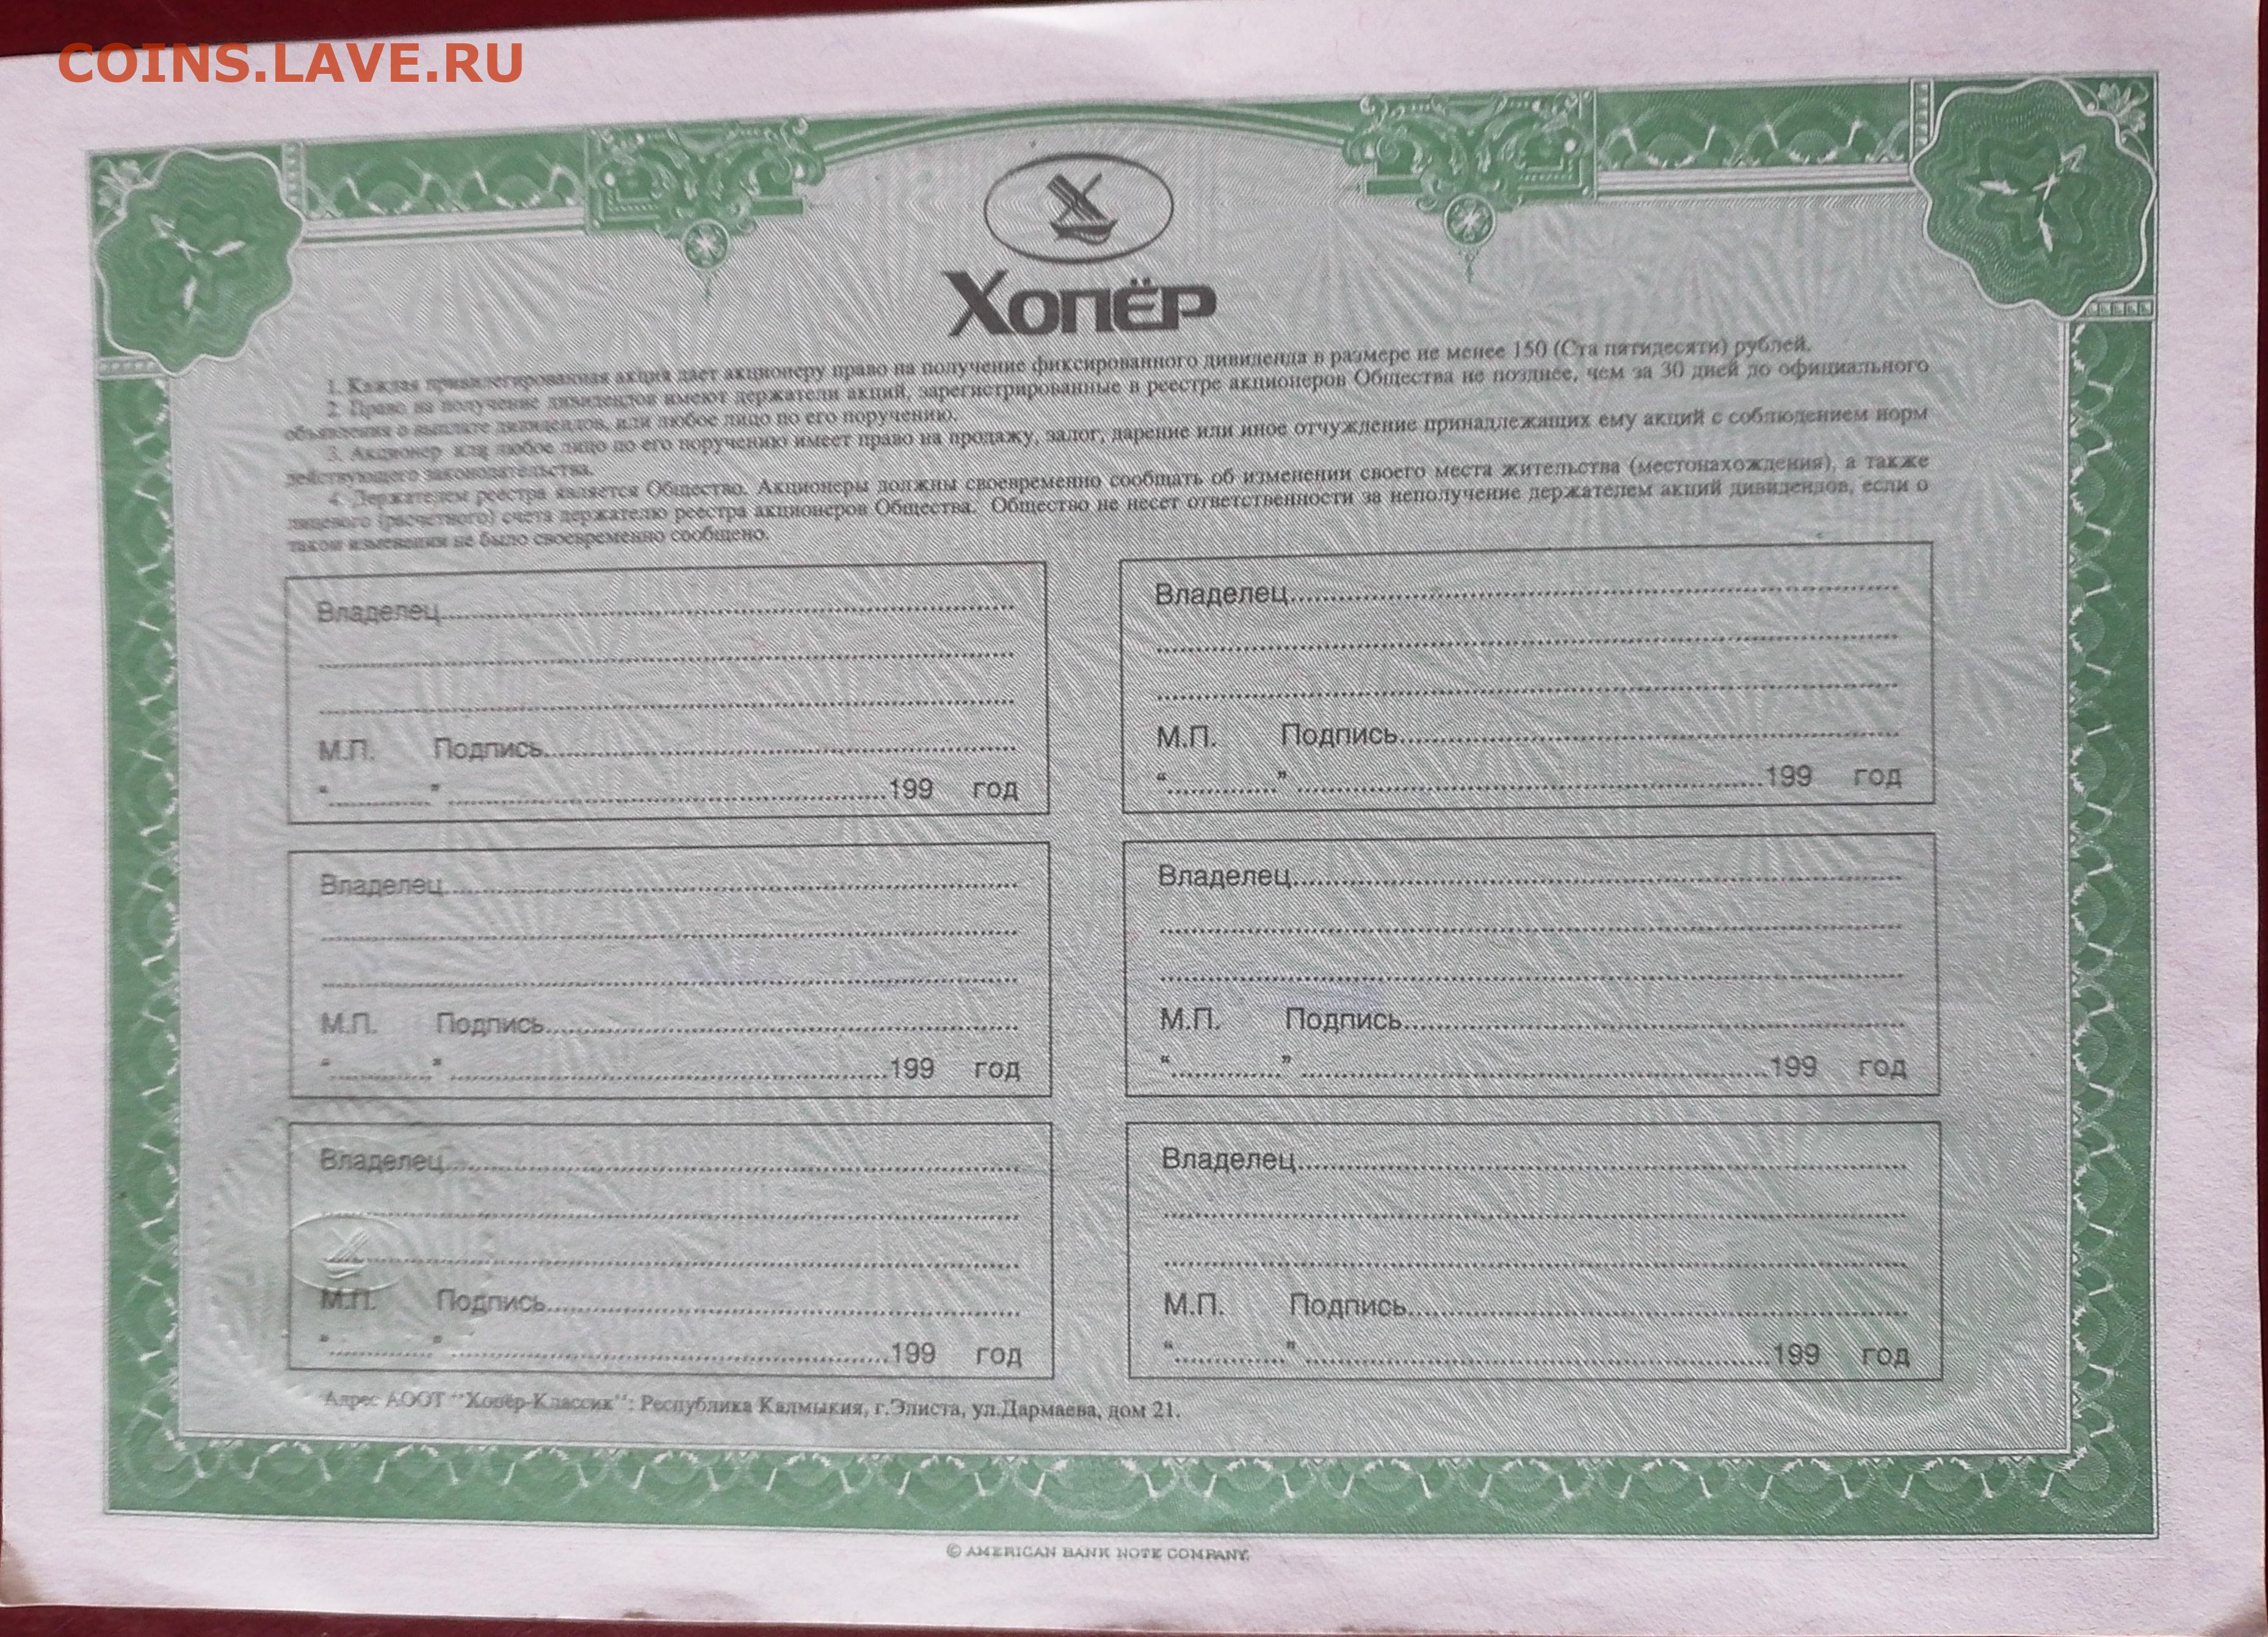 COINS.LAVE.RU
Хопёр
1. Каждая привилегированная акция дает акционеру право на получение фиксированного дивиденда в размере не менее 150 (Ста пятидесяти) рублей.
2. Право на получение дивидендов имеют держатели акций, зарегистрированные в реестре акционеров Общества не позднее, чем за 30 дней до официального
объявления о выплате дивидендов, или любое лицо по его поручению.
3. Акционер или любое лицо по его поручению имеет право на продажу, залог, дарение или иное отчуждение принадлежащих ему акций с соблюдением норм
действующего законодательства.
4. Держателем реестра является Общество. Акционеры должны своевременно сообщать об изменении своего места жительства (местонахождения), а также
лицевого (расчетного) счета держателю реестра акционеров Общества. Общество не несет ответственности за неполучение держателем акций дивидендов, если о
таком изменении не было своевременно сообщено.
Владелец
М.П. Подпись
“ ” 199 год
Владелец
М.П. Подпись
“ ” 199 год
Владелец
М.П. Подпись
“ ” 199 год
Владелец
М.П. Подпись
“ ” 199 год
Владелец
М.П. Подпись
“ ” 199 год
Владелец
М.П. Подпись
“ ” 199 год
Адрес АООТ "Хопёр-Классик": Республика Калмыкия, г.Элиста, ул.Дармаева, дом 21.
© AMERICAN BANK NOTE COMPANY.